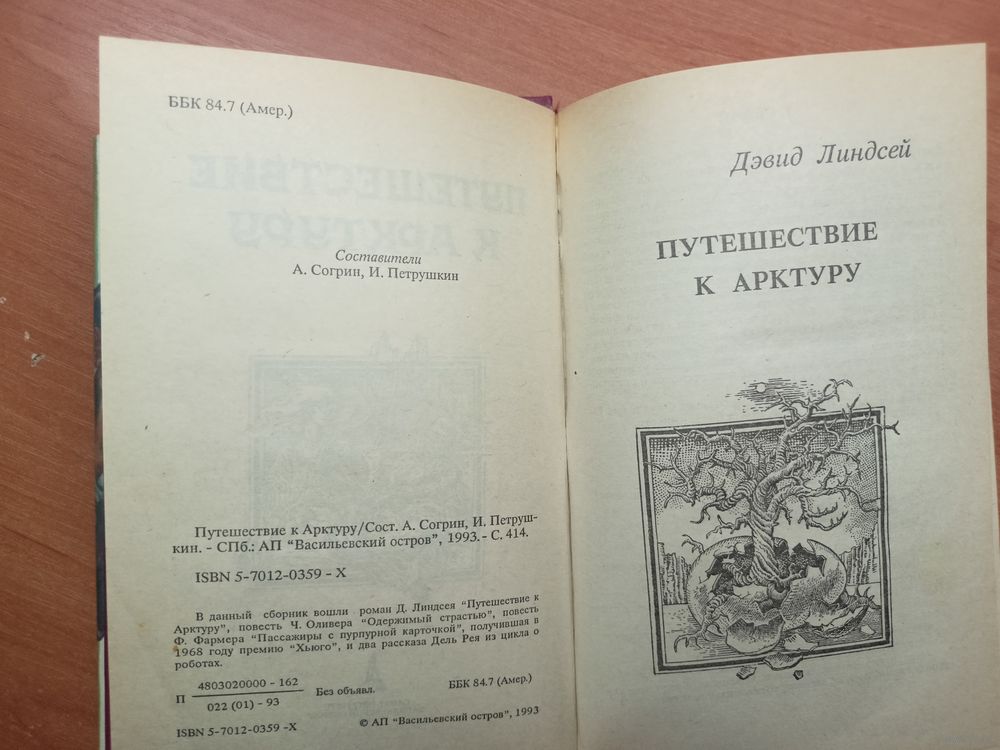 ББК 84.7 (Амер.)
Составители
А. Согрин, И. Петрушкин
Путешествие к Арктуру/Сост. А. Согрин, И. Петруш-
кин. - СПб.: АП "Васильевский остров", 1993.- С. 414.
ISBN 5-7012-0359 - X
В данный сборник вошли роман Д. Линдсея "Путешествие к
Арктуру", повесть Ч. Оливера "Одержимый страстью", повесть
Ф. Фармера "Пассажиры с пурпурной карточкой", получившая в
1968 году премию "Хьюго", и два рассказа Дель Рея из цикла о
роботах.
П 4803020000 - 162
022 (01) - 93
Без объявл.
ББК 84.7 (Амер.)
ISBN 5-7012-0359 -X
© АП "Васильевский остров", 1993
Дэвид Линдсей
ПУТЕШЕСТВИЕ
К АРКТУРУ